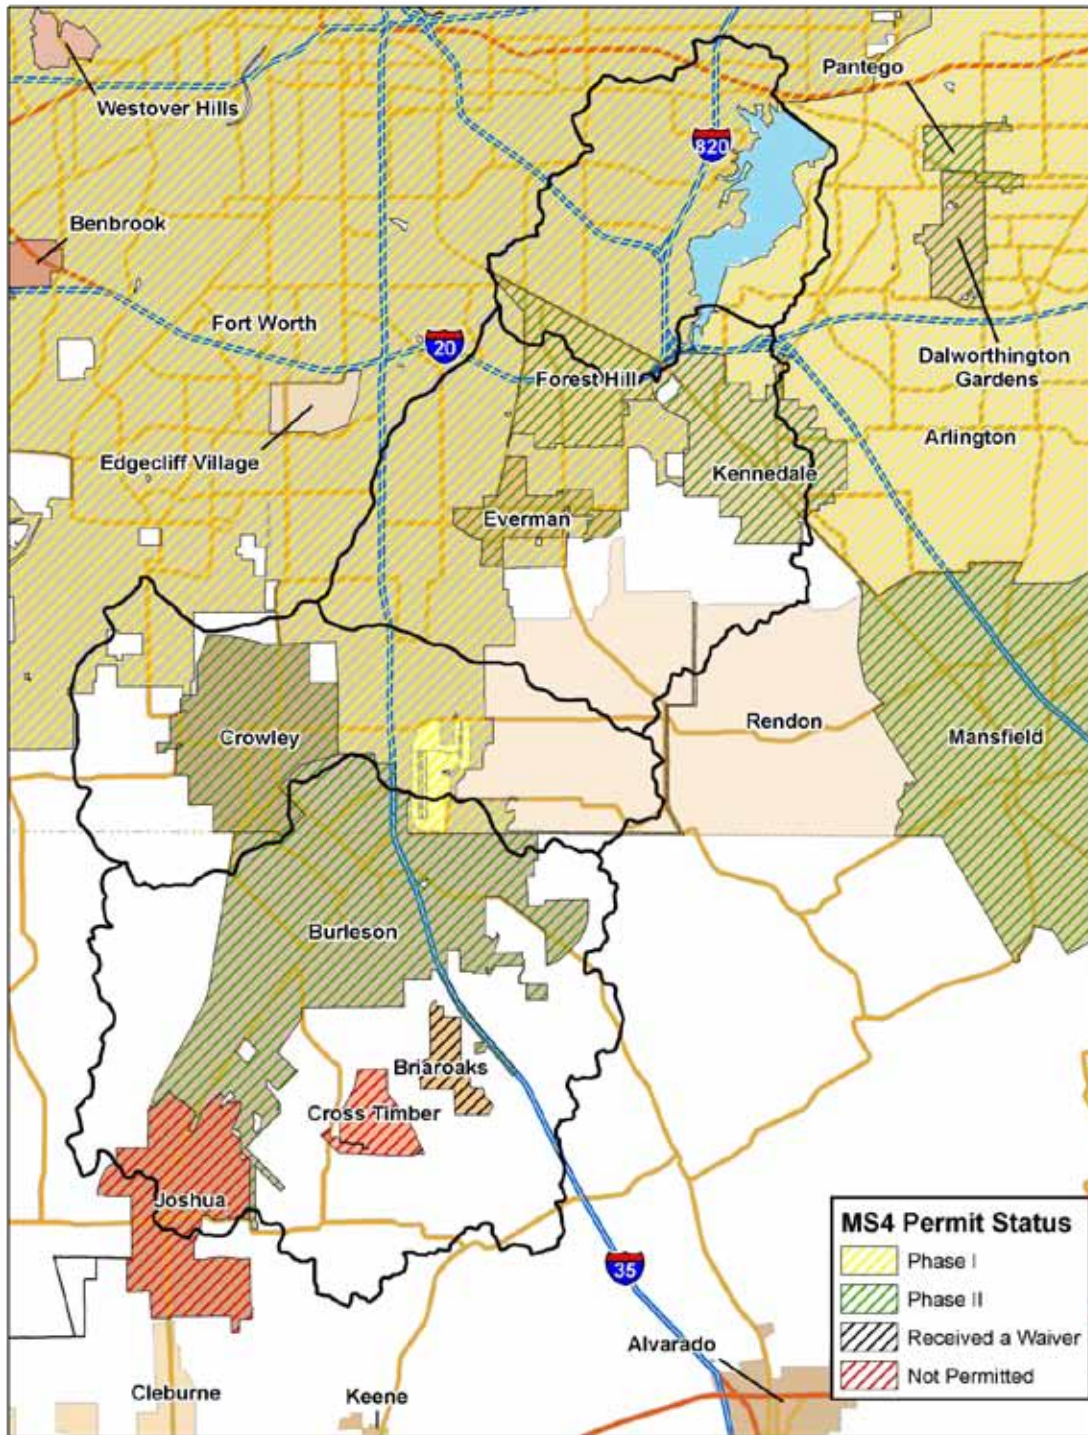 Pantego
Westover Hills
820
Benbrook
Fort Worth
20
Dalworthington
Gardens
Forest Hill
Arlington
Edgecliff Village
Kennedale
Everman
Rendon
Crowley
Mansfield
Burleson
Briaroaks
Cross Timber
Joshua
MS4 Permit Status
Phase I
35
Phase II
Received a Waiver
Alvarado
Not Permitted
Cleburne
Keene